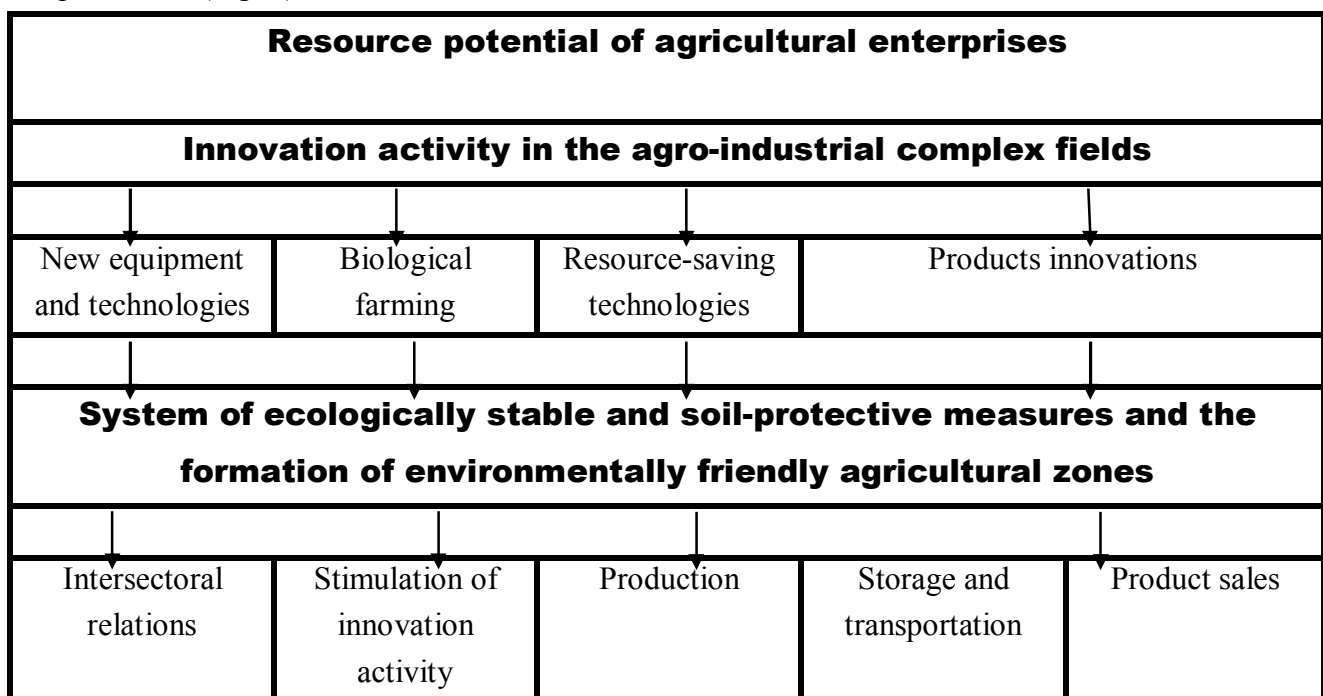 Resource potential of agricultural enterprises
Innovation activity in the agro-industrial complex fields
New equipment
and technologies
Biological
farming
Resource-saving
technologies
Products innovations
System of ecologically stable and soil-protective measures and the
formation of environmentally friendly agricultural zones
Intersectoral
relations
Stimulation of
innovation
activity
Production
Storage and
transportation
Product sales